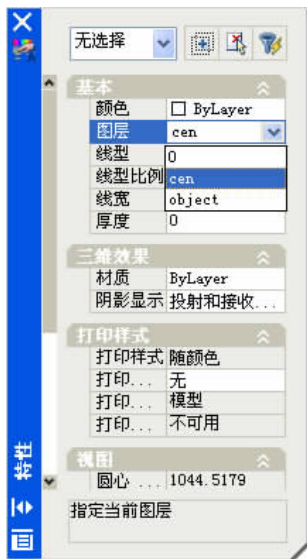 无选择
基本
颜色 ByLayer
图层 cen
线型 0
线型比例 cen
线宽 object
厚度 0
三维效果
材质 ByLayer
阴影显示 投射和接收...
打印样式
打印样式 随颜色
打印... 无
打印... 模型
打印... 不可用
视图
圆心 ... 1044.5179
特性
指定当前图层